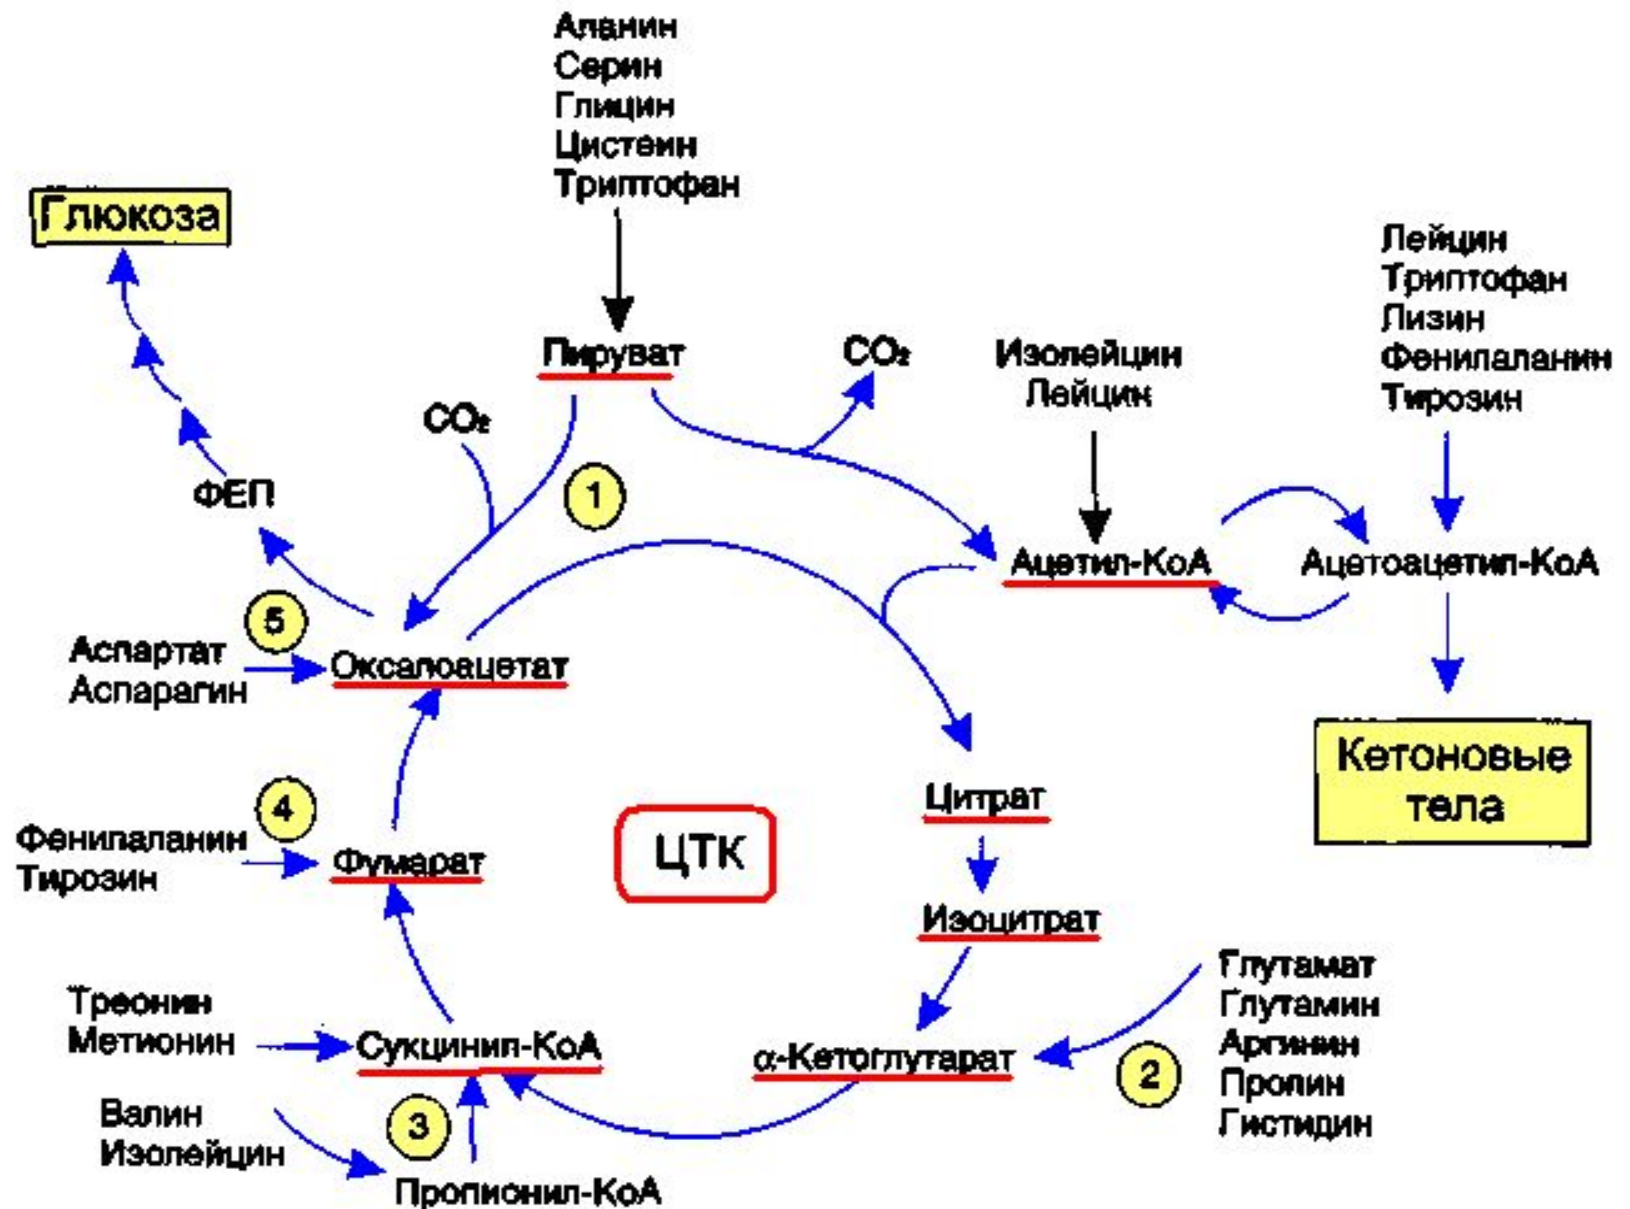 Аланин
Серин
Глицин
Цистеин
Триптофан
Глюкоза
Лейцин
Триптофан
Лизин
Фенилаланин
Тирозин
Пируват
CO₂
Изолейцин
Лейцин
CO₂
ФЕП
1
Ацетил-КоА
Ацетоацетил-КоА
5
Аспартат
Аспарагин
Оксалоацетат
Кетоновые
тела
Цитрат
4
Фенилаланин
Тирозин
Фумарат
ЦТК
Изоцитрат
Глутамат
Глутамин
Аргинин
Пролин
Гистидин
Треонин
Метионин
Сукцинил-КоА
α-Кетоглутарат
2
Валин
Изолейцин
3
Пропионил-КоА